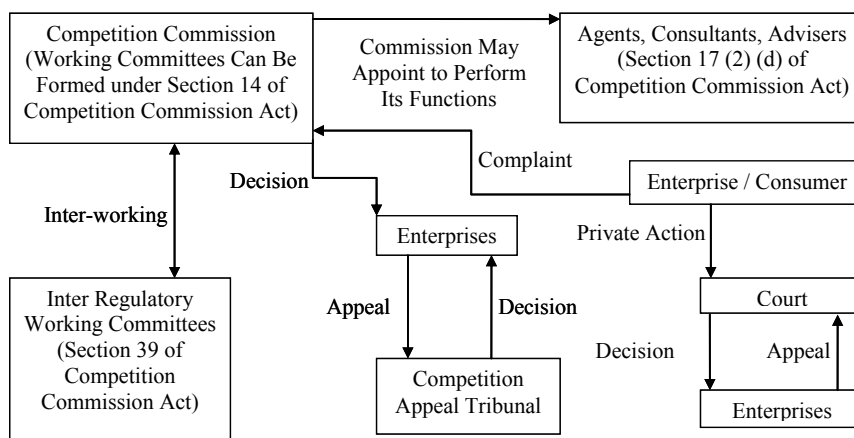 Competition Commission
(Working Committees Can Be
Formed under Section 14 of
Competition Commission Act)
Commission May
Appoint to Perform
Its Functions
Agents, Consultants, Advisers
(Section 17 (2) (d) of
Competition Commission Act)
Complaint
Decision
Enterprise / Consumer
Inter-working
Enterprises
Private Action
Inter Regulatory
Working Committees
(Section 39 of
Competition
Commission Act)
Appeal
Decision
Court
Decision
Appeal
Competition
Appeal Tribunal
Enterprises